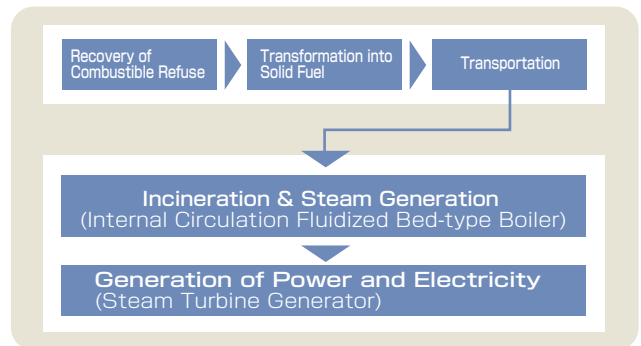 Recovery of
Combustible Refuse
Transformation into
Solid Fuel
Transportation
Incineration & Steam Generation
(Internal Circulation Fluidized Bed-type Boiler)
Generation of Power and Electricity
(Steam Turbine Generator)